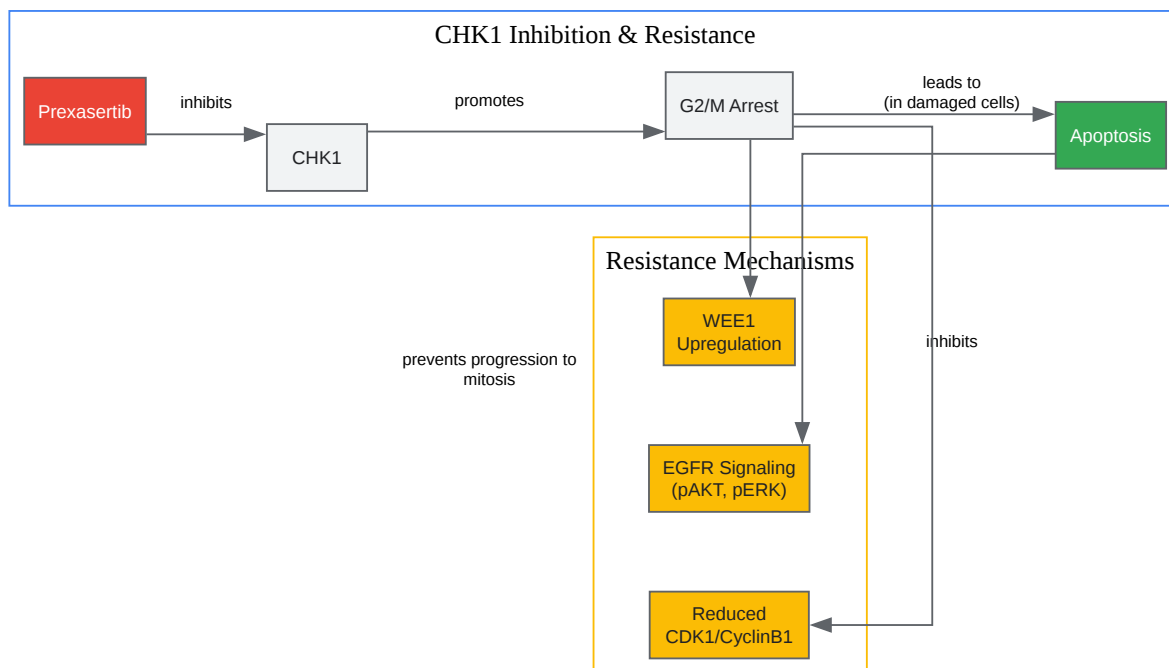 CHK1 Inhibition & Resistance
Prexasertib
inhibits
CHK1
promotes
G2/M Arrest
leads to
(in damaged cells)
Apoptosis
Resistance Mechanisms
WEE1
Upregulation
inhibits
prevents progression to
mitosis
EGFR Signaling
(pAKT, pERK)
Reduced
CDK1/CyclinB1